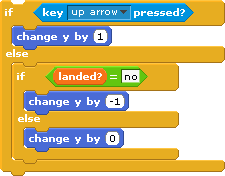 if key up arrow pressed?
change y by 1
else
if landed? = no
change y by -1
else
change y by 0